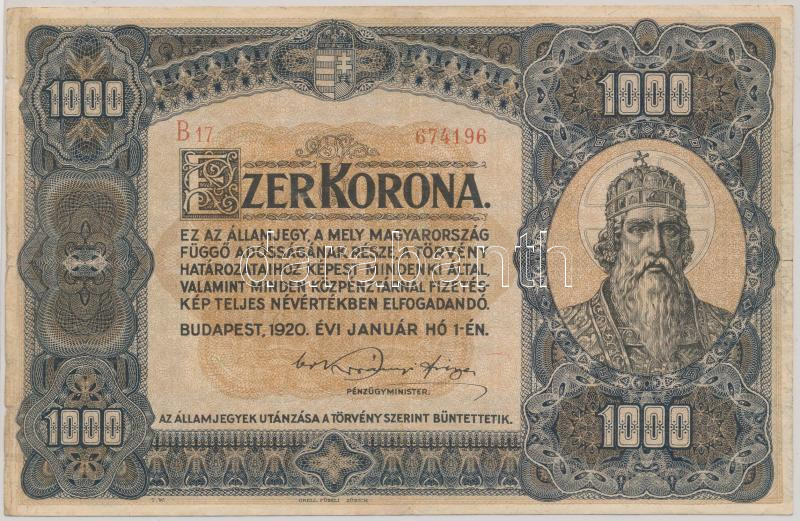 1000
1000
B 17
674196
EZER KORONA.
EZ AZ ÁLLAMJEGY, A MELY MAGYARORSZÁG
FÜGGŐ ADÓSSÁGÁNAK RÉSZE, A TÖRVÉNY
HATÁROZATAIHOZ KÉPEST MINDENKI ÁLTAL,
VALAMINT MINDEN KÖZPÉNZTÁRNÁL FIZETÉS-
KÉP TELJES NÉVÉRTÉKBEN ELFOGADANDÓ.
BUDAPEST, 1920. ÉVI JANUÁR HÓ 1-ÉN.
PÉNZÜGYMINISTER.
AZ ÁLLAMJEGYEK UTÁNZÁSA A TÖRVÉNY SZERINT BÜNTETTETIK.
1000
1000
T. W.
ORELL FÜSSLI ZÜRICH
darabanth